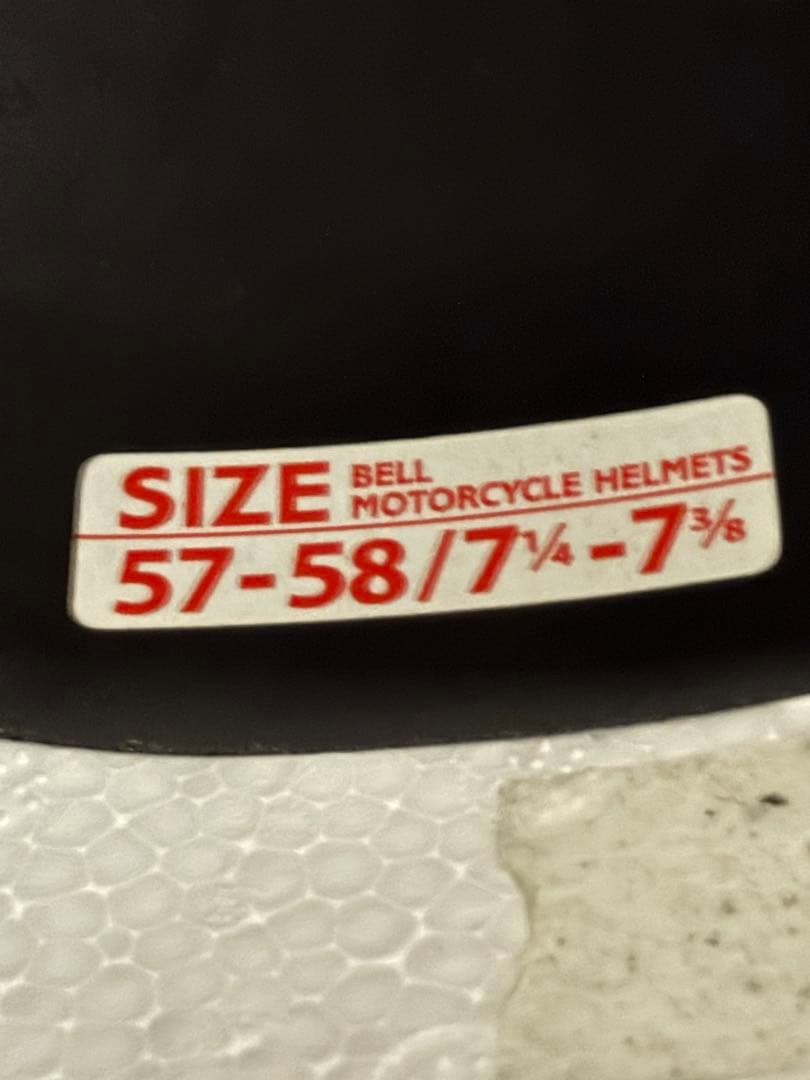 SIZE BELL
MOTORCYCLE HELMETS
57-58/7¼-7⅜